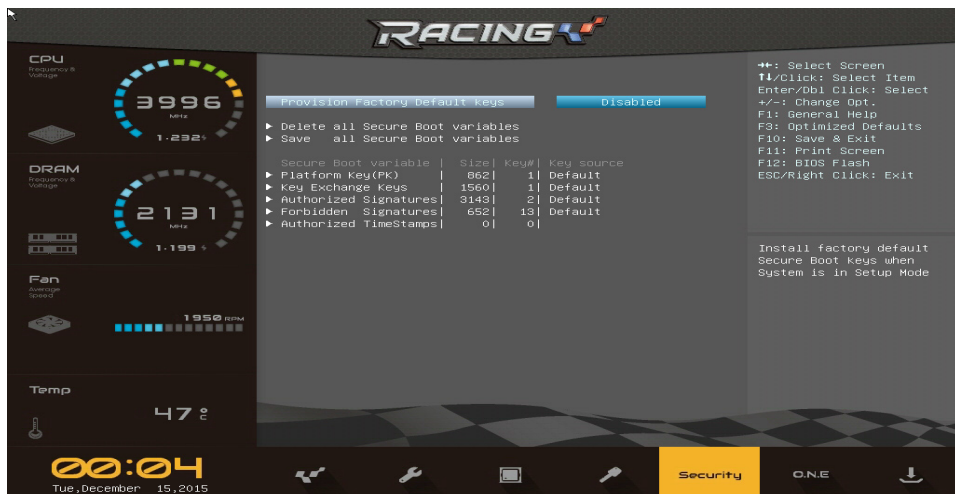 RACING
CPU
Frequency &
Voltage
3996
MHz
1.232
DRAM
Frequency &
Voltage
2131
MHz
1.199
Fan
Average
Speed
1950 RPM
Temp
47 °C
00:04
Tue,December 15,2015
Provision Factory Default keys Disabled
► Delete all Secure Boot variables
► Save all Secure Boot variables
Secure Boot variable | Size| Key#| Key source
► Platform Key(PK) | 862| 1| Default
► Key Exchange Keys | 1560| 1| Default
► Authorized Signatures| 3143| 2| Default
► Forbidden Signatures| 652| 13| Default
► Authorized TimeStamps| 0| 0|
→←: Select Screen
↑↓/Click: Select Item
Enter/Dbl Click: Select
+/-: Change Opt.
F1: General Help
F3: Optimized Defaults
F10: Save & Exit
F11: Print Screen
F12: BIOS Flash
ESC/Right Click: Exit
Install factory default
Secure Boot keys when
System is in Setup Mode
Security
O.N.E